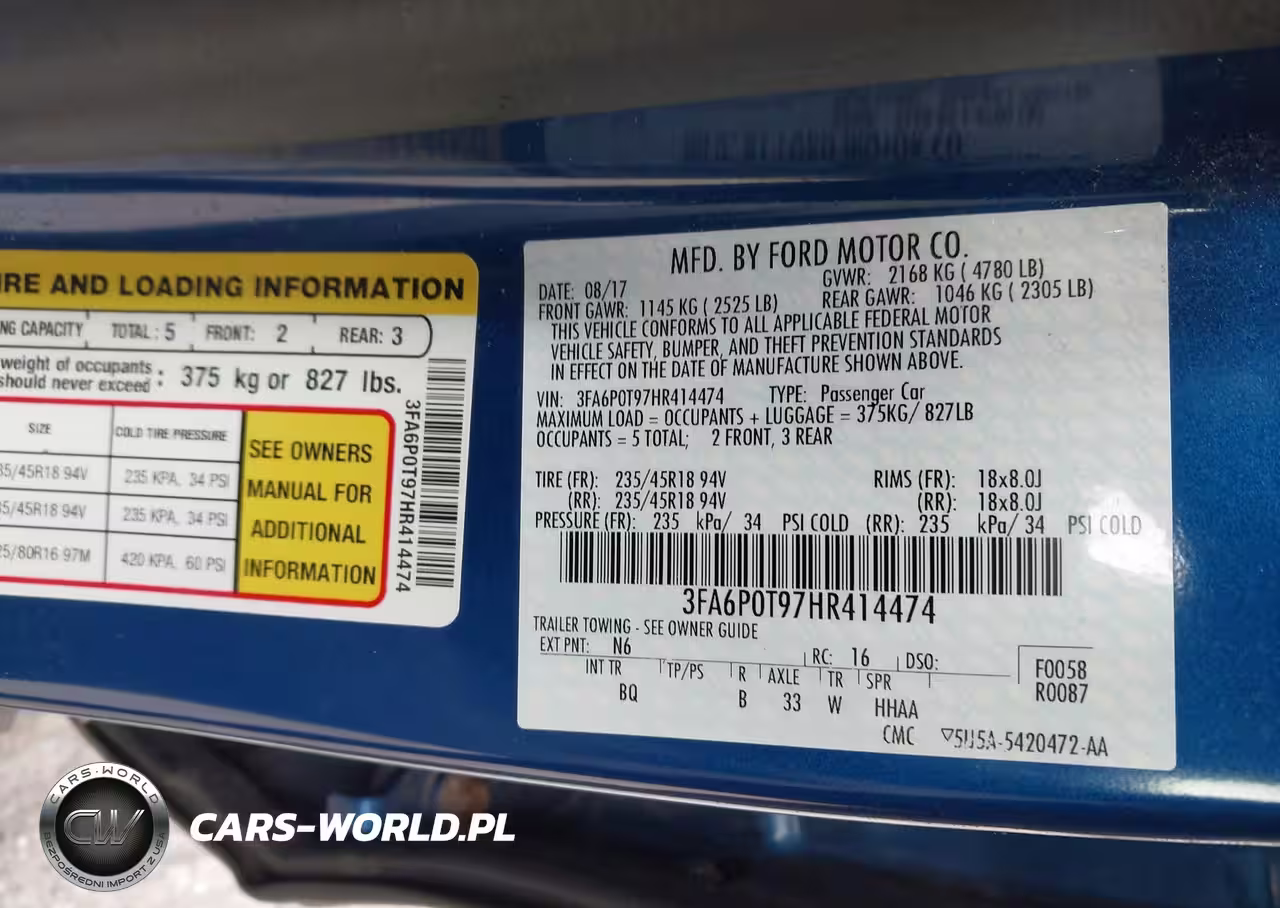 IRE AND LOADING INFORMATION
NG CAPACITY TOTAL: 5 FRONT: 2 REAR: 3
weight of occupants
should never exceed : 375 kg or 827 lbs.
SIZE COLD TIRE PRESSURE
35/45R18 94V 235 KPA, 34 PSI
35/45R18 94V 235 KPA, 34 PSI
25/80R16 97M 420 KPA, 60 PSI
SEE OWNERS
MANUAL FOR
ADDITIONAL
INFORMATION
3FA6P0T97HR414474
MFD. BY FORD MOTOR CO.
DATE: 08/17 GVWR: 2168 KG ( 4780 LB)
FRONT GAWR: 1145 KG ( 2525 LB) REAR GAWR: 1046 KG ( 2305 LB)
THIS VEHICLE CONFORMS TO ALL APPLICABLE FEDERAL MOTOR
VEHICLE SAFETY, BUMPER, AND THEFT PREVENTION STANDARDS
IN EFFECT ON THE DATE OF MANUFACTURE SHOWN ABOVE.
VIN: 3FA6P0T97HR414474 TYPE: Passenger Car
MAXIMUM LOAD = OCCUPANTS + LUGGAGE = 375KG/ 827LB
OCCUPANTS = 5 TOTAL; 2 FRONT, 3 REAR
TIRE (FR): 235/45R18 94V RIMS (FR): 18x8.0J
(RR): 235/45R18 94V (RR): 18x8.0J
PRESSURE (FR): 235 kPa/ 34 PSI COLD (RR): 235 kPa/ 34 PSI COLD
3FA6P0T97HR414474
TRAILER TOWING - SEE OWNER GUIDE
EXT PNT: N6 RC: 16 DSO: F0058
INT TR TP/PS R AXLE TR SPR R0087
BQ B 33 W HHAA
CMC 5U5A-5420472-AA
CARS-WORLD
CW
BEZPOŚREDNI IMPORT Z USA
CARS-WORLD.PL